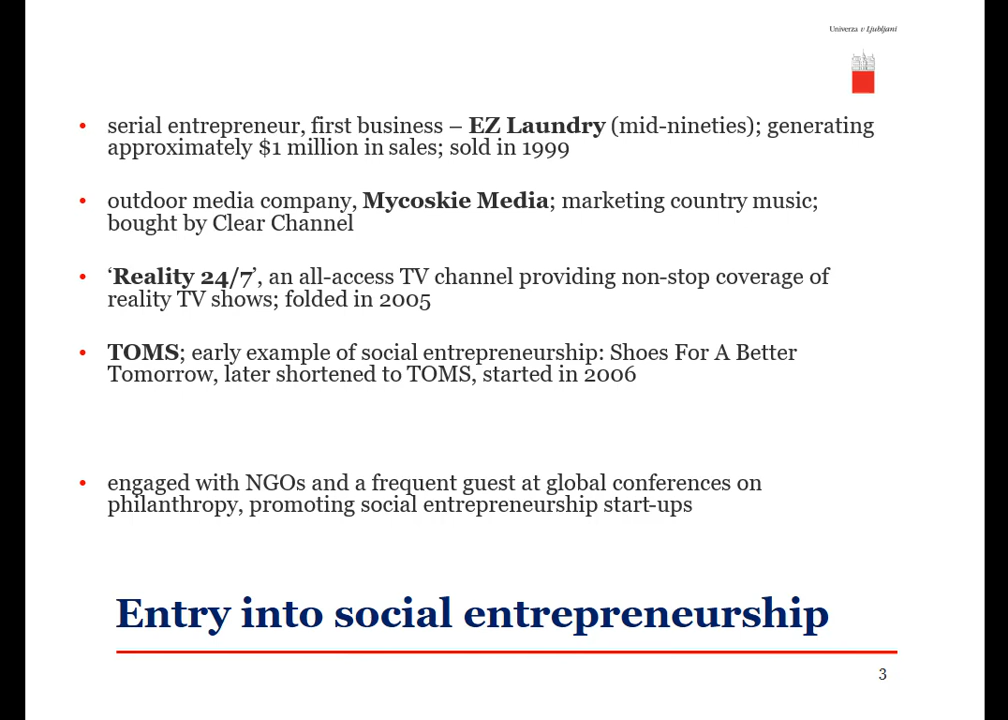 Univerza v Ljubljani
• serial entrepreneur, first business – EZ Laundry (mid-nineties); generating
approximately $1 million in sales; sold in 1999
• outdoor media company, Mycoskie Media; marketing country music;
bought by Clear Channel
• ‘Reality 24/7’, an all-access TV channel providing non-stop coverage of
reality TV shows; folded in 2005
• TOMS; early example of social entrepreneurship: Shoes For A Better
Tomorrow, later shortened to TOMS, started in 2006
• engaged with NGOs and a frequent guest at global conferences on
philanthropy, promoting social entrepreneurship start-ups
Entry into social entrepreneurship
3